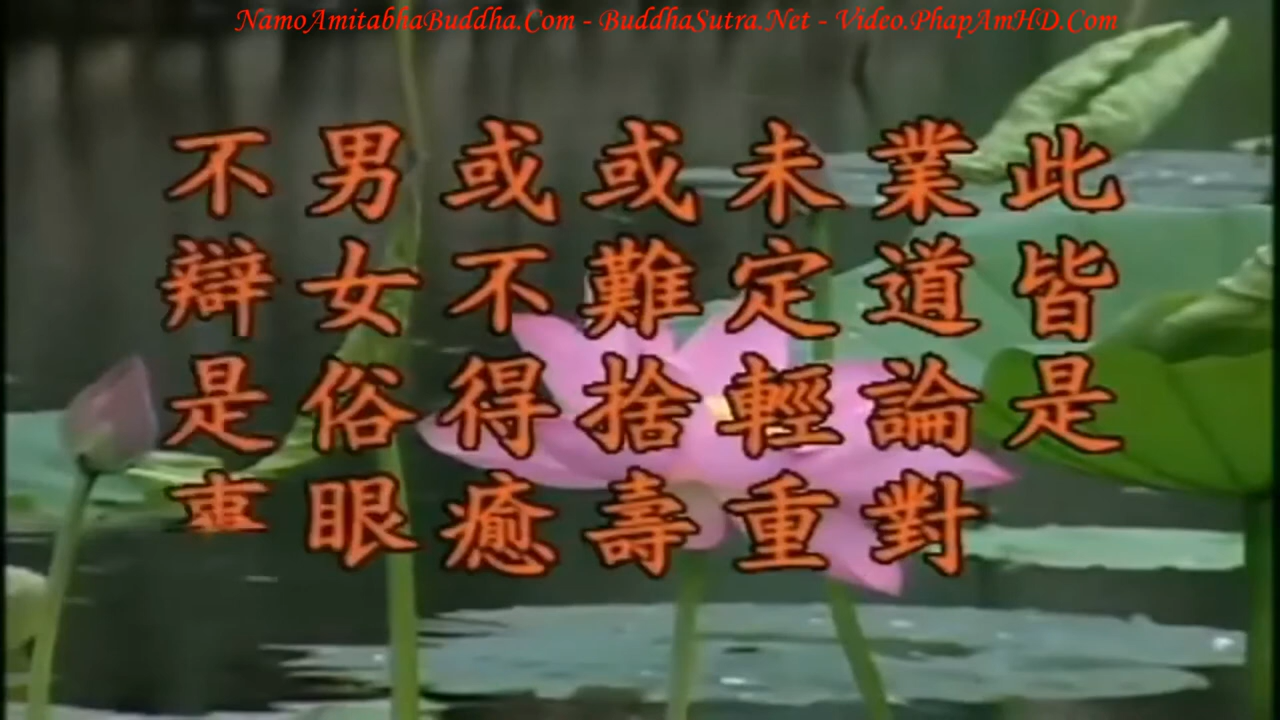 NamoAmitabhaBuddha.Com - BuddhaSutra.Net - Video.PhapAmHD.Com
此皆是
業道論對
未定輕重
或難捨壽
或不得癒
男女俗眼
不辯是